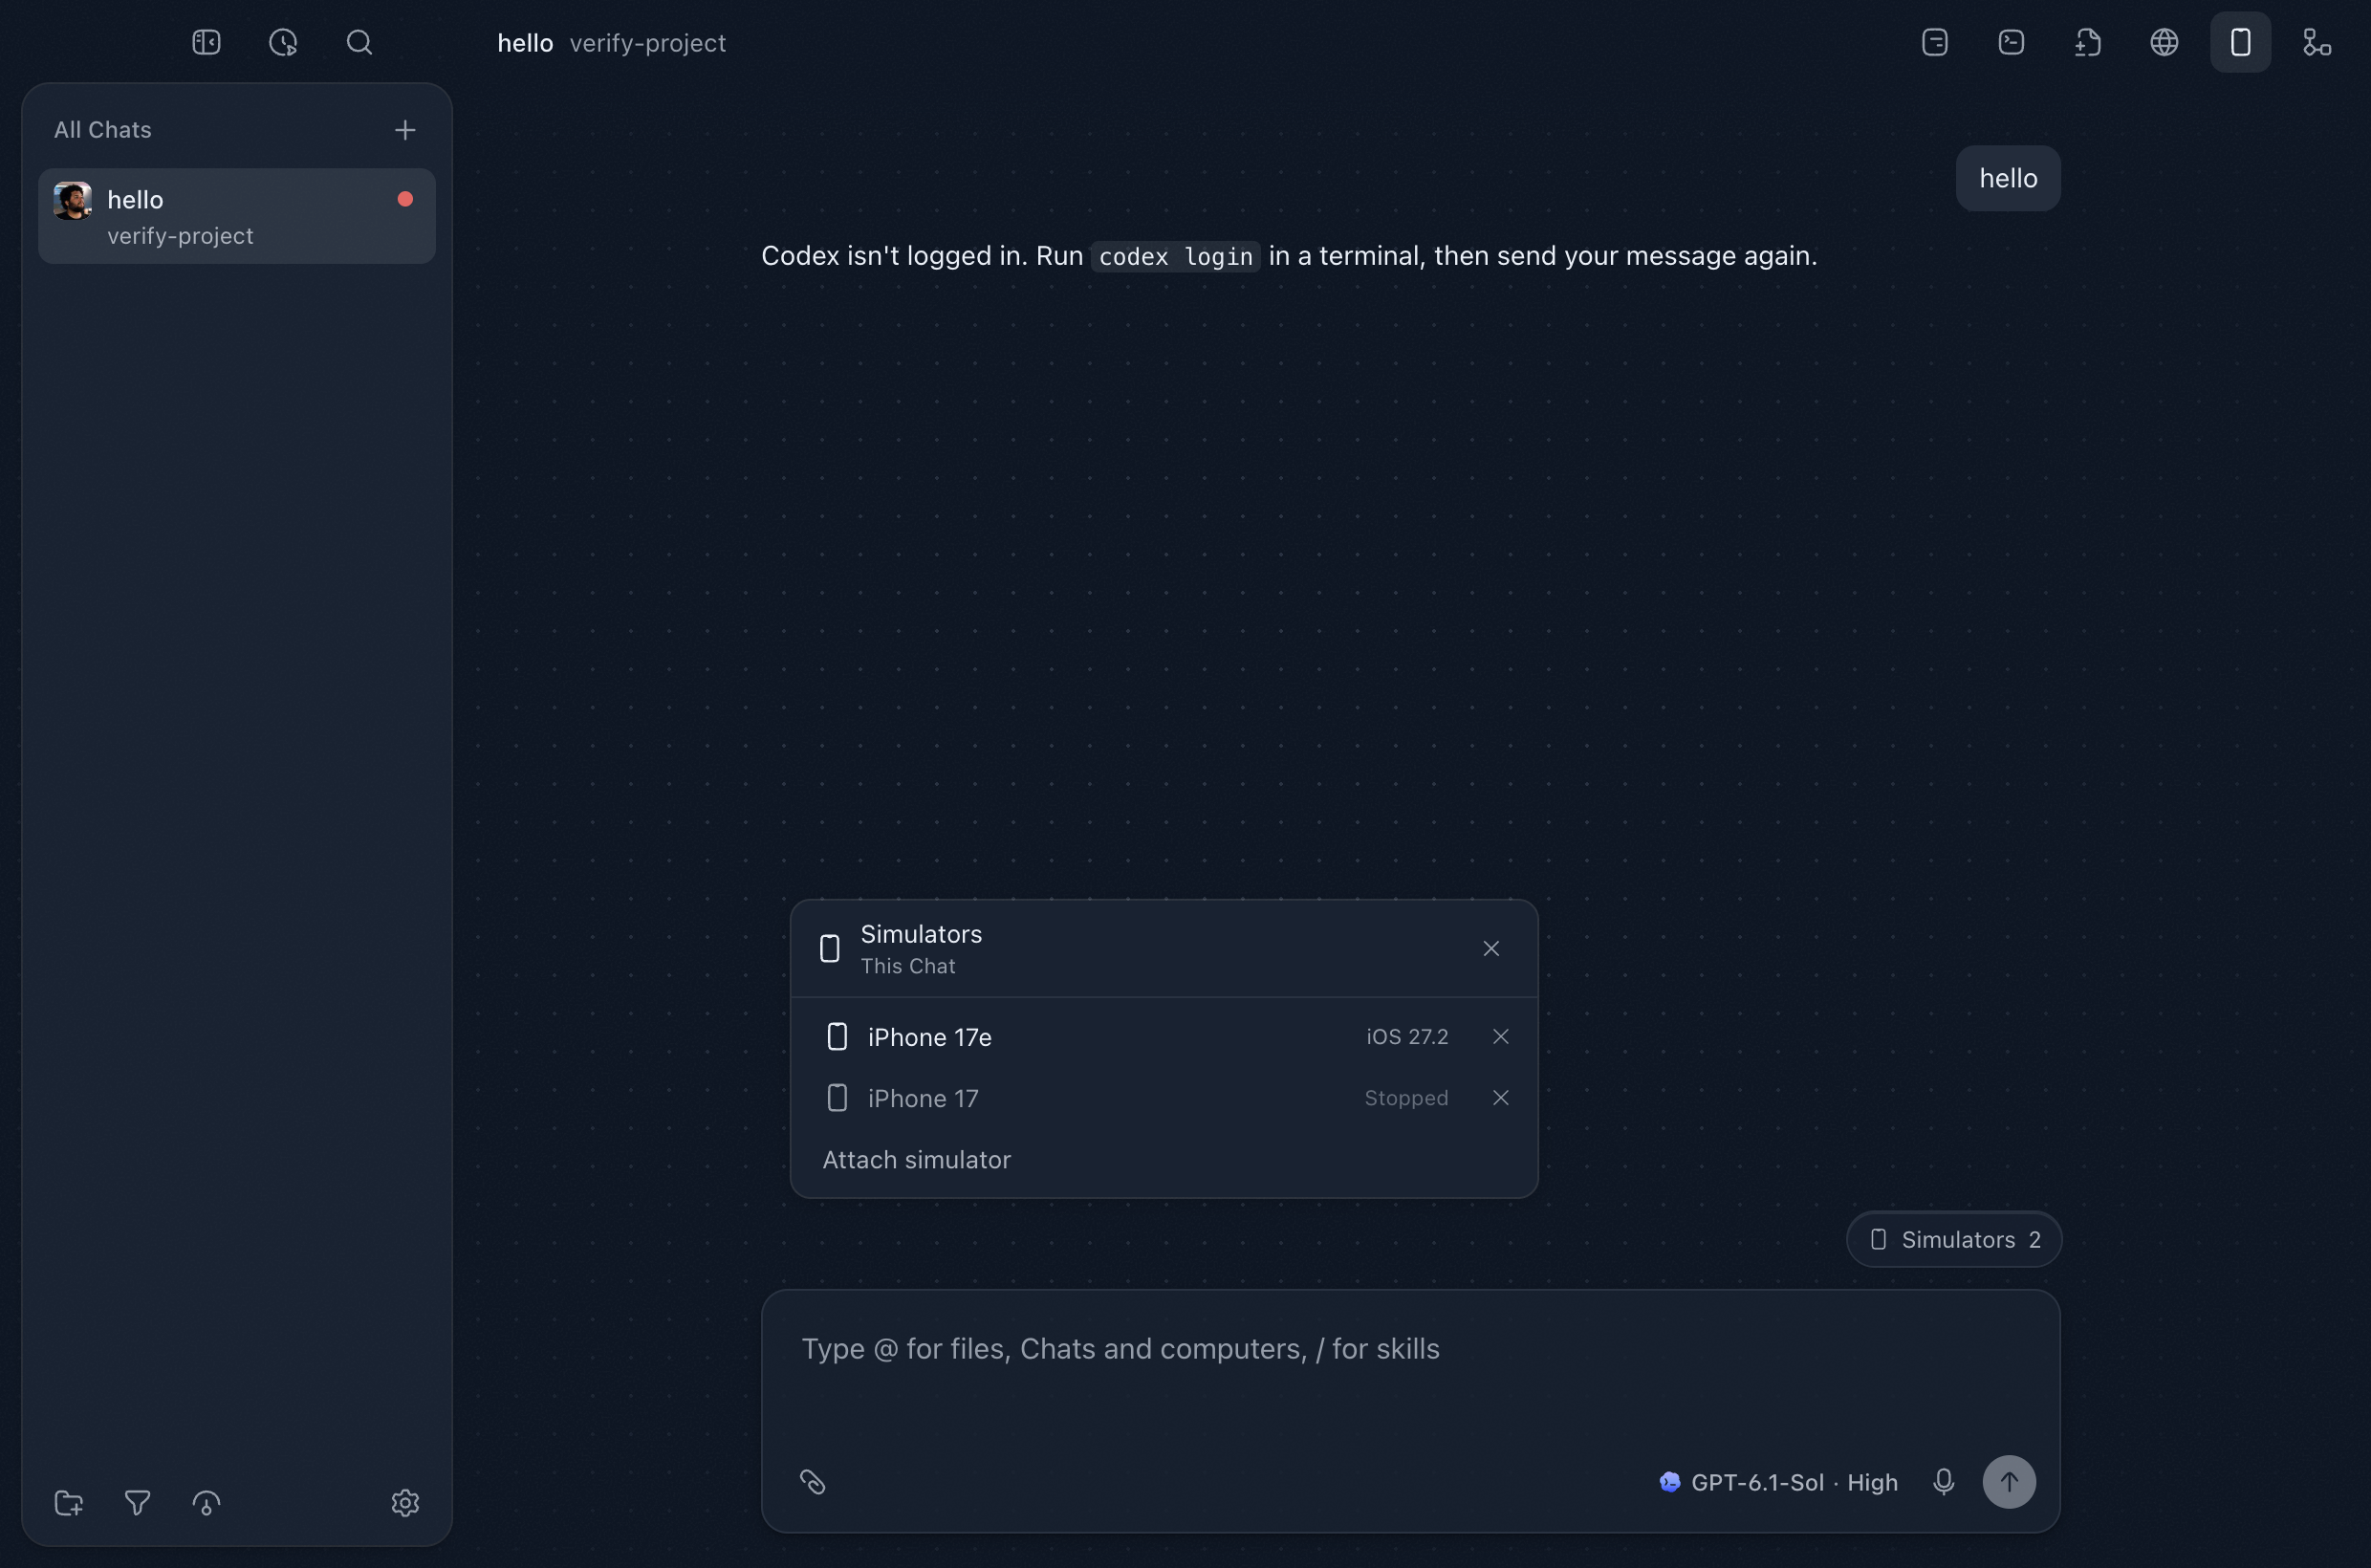 hello verify-project
All Chats
hello
verify-project
hello
Codex isn't logged in. Run codex login in a terminal, then send your message again.
Simulators
This Chat
iPhone 17e iOS 27.2
iPhone 17 Stopped
Attach simulator
Simulators 2
Type @ for files, Chats and computers, / for skills
GPT-6.1-Sol · High